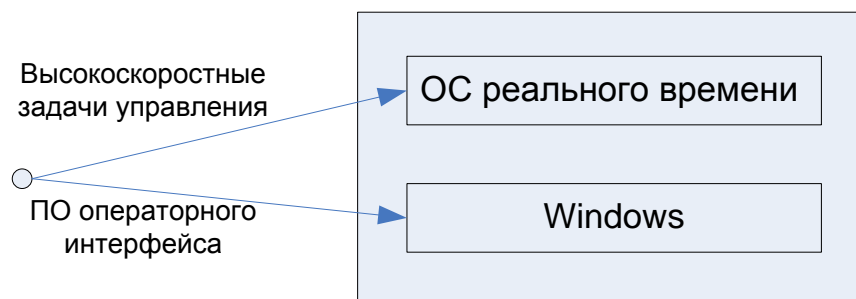 Высокоскоростные
задачи управления
ОС реального времени
ПО операторного
интерфейса
Windows